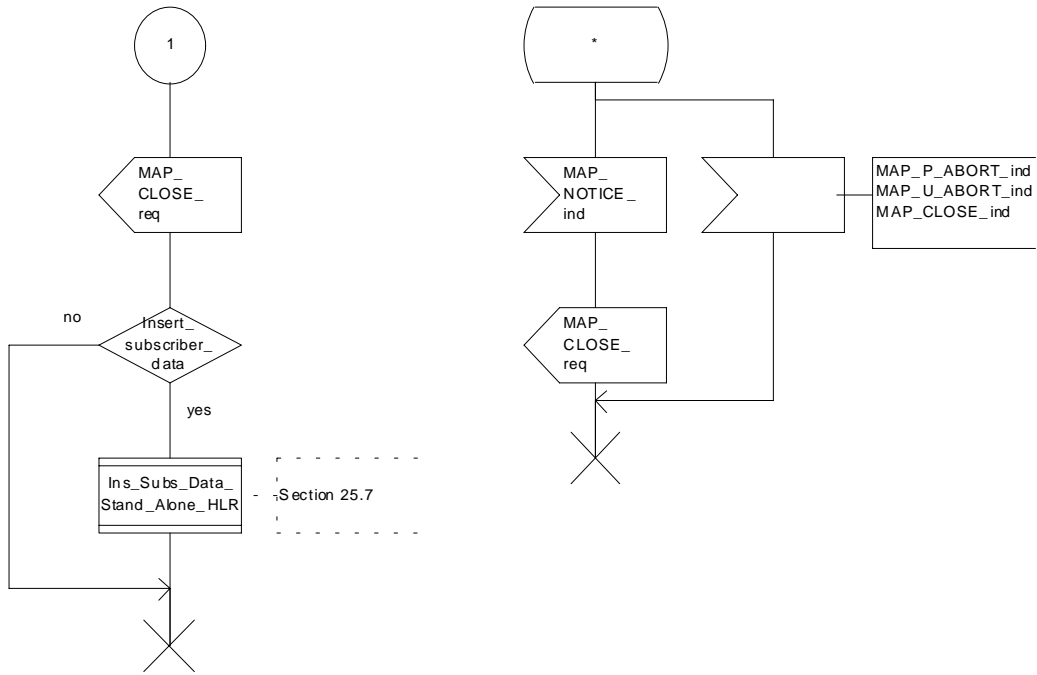 1
MAP_
CLOSE_
req
no
Insert_
subscriber_
data
yes
Ins_Subs_Data_
Stand_Alone_HLR
Section 25.7
*
MAP_
NOTICE_
ind
MAP_P_ABORT_ind
MAP_U_ABORT_ind
MAP_CLOSE_ind
MAP_
CLOSE_
req